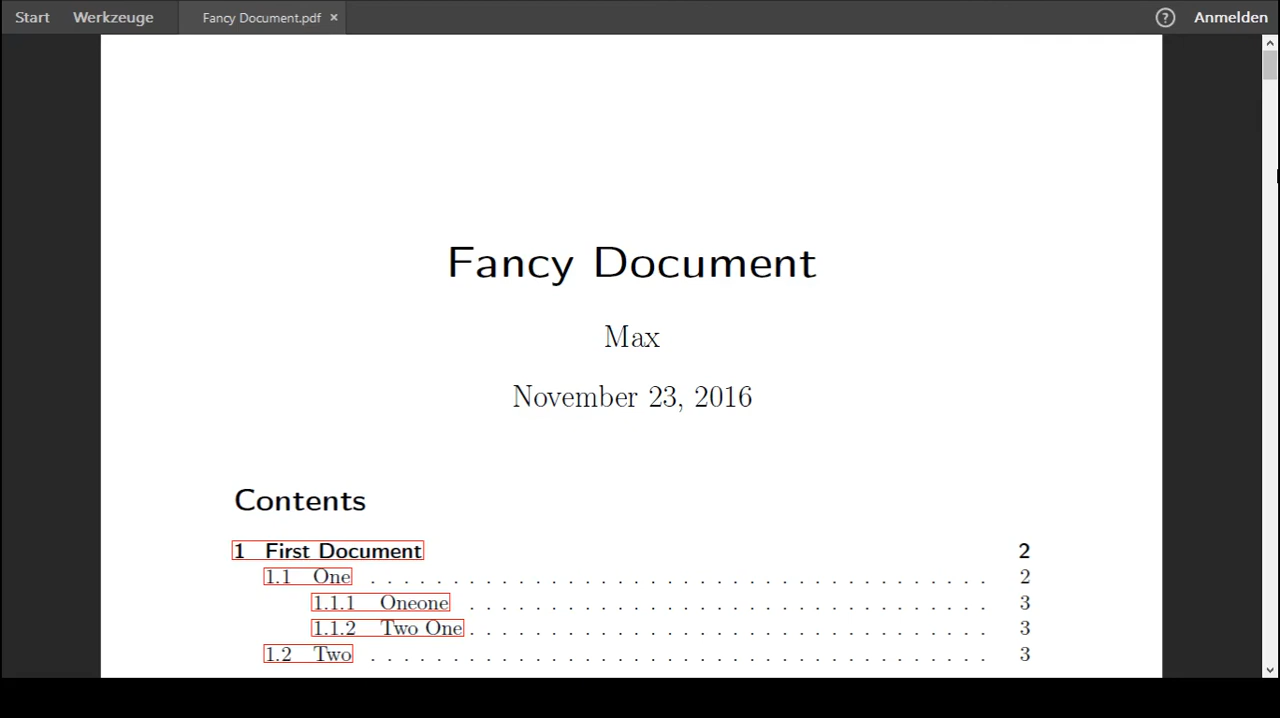 Start Werkzeuge Fancy Document.pdf × ? Anmelden
Fancy Document
Max
November 23, 2016
Contents
1 First Document 2
1.1 One . . . . . . . . . . . . . . . . . . . . . . . . . . . . . . 2
1.1.1 Oneone . . . . . . . . . . . . . . . . . . . . . . . . . 3
1.1.2 Two One . . . . . . . . . . . . . . . . . . . . . . . . . 3
1.2 Two . . . . . . . . . . . . . . . . . . . . . . . . . . . . . . 3